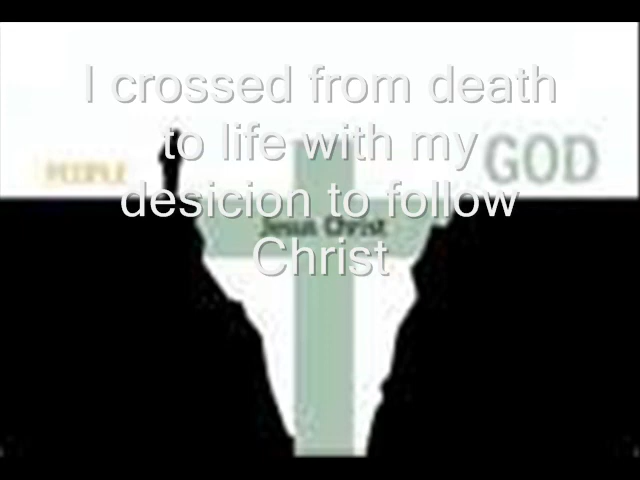 I crossed from death
to life with my
desicion to follow
Christ
PEOPLE
GOD
Jesus Christ